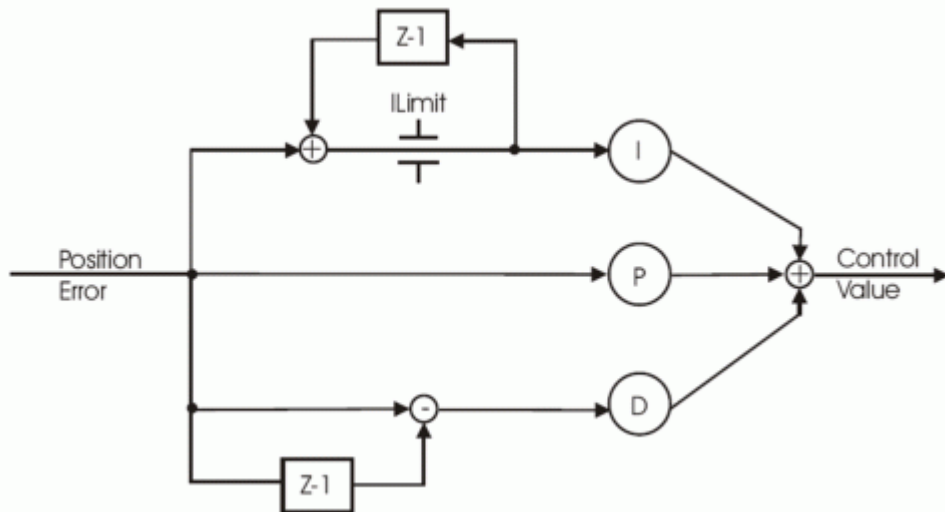 Z-1
ILimit
+
I
Position
Error
P
+
Control
Value
-
D
Z-1